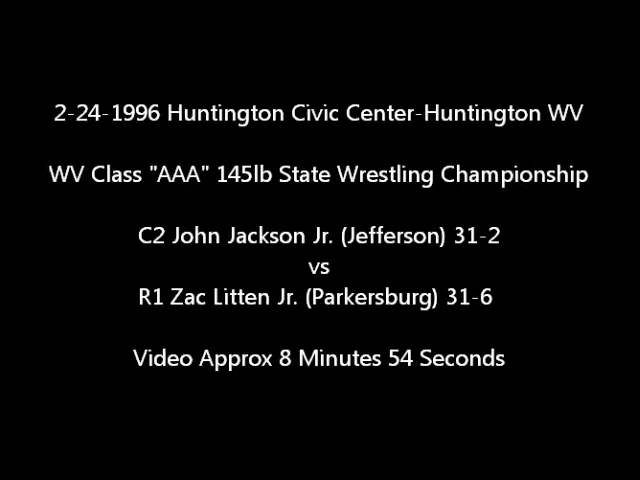 2-24-1996 Huntington Civic Center-Huntington WV
WV Class "AAA" 145lb State Wrestling Championship
C2 John Jackson Jr. (Jefferson) 31-2
vs
R1 Zac Litten Jr. (Parkersburg) 31-6
Video Approx 8 Minutes 54 Seconds